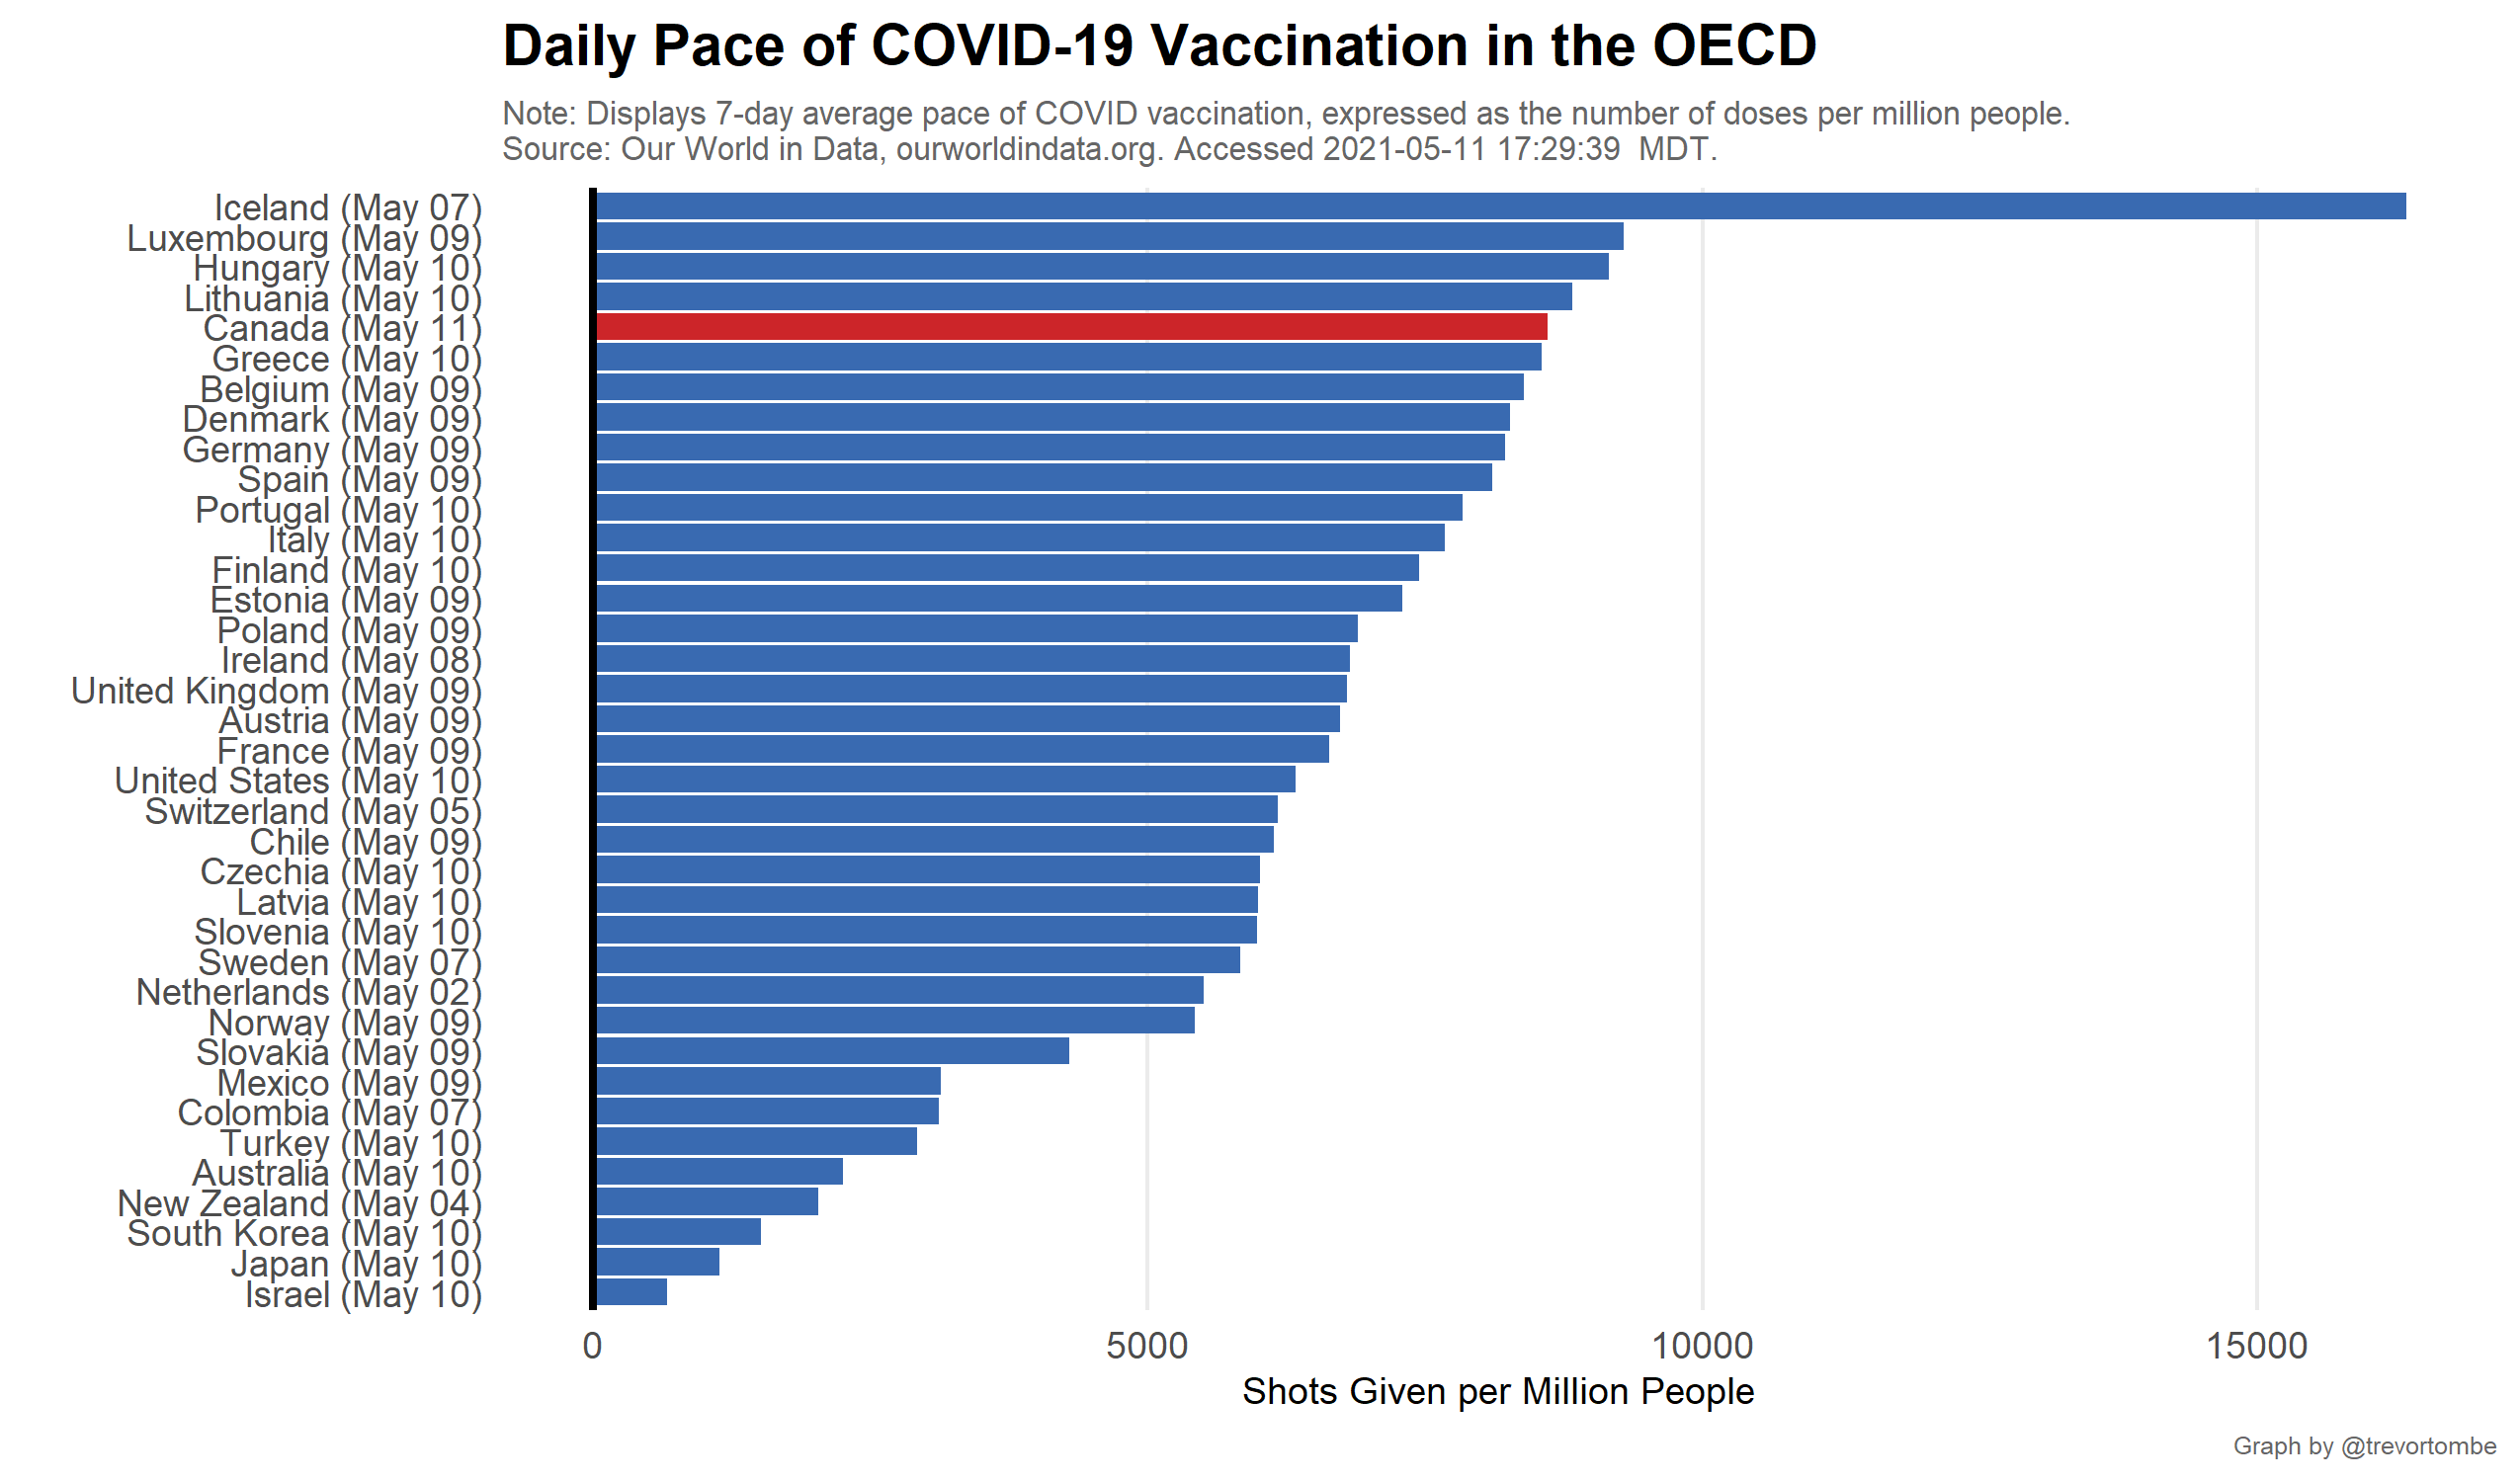 Daily Pace of COVID-19 Vaccination in the OECD
Note: Displays 7-day average pace of COVID vaccination, expressed as the number of doses per million people.
Source: Our World in Data, ourworldindata.org. Accessed 2021-05-11 17:29:39  MDT.
Iceland (May 07)
Luxembourg (May 09)
Hungary (May 10)
Lithuania (May 10)
Canada (May 11)
Greece (May 10)
Belgium (May 09)
Denmark (May 09)
Germany (May 09)
Spain (May 09)
Portugal (May 10)
Italy (May 10)
Finland (May 10)
Estonia (May 09)
Poland (May 09)
Ireland (May 08)
United Kingdom (May 09)
Austria (May 09)
France (May 09)
United States (May 10)
Switzerland (May 05)
Chile (May 09)
Czechia (May 10)
Latvia (May 10)
Slovenia (May 10)
Sweden (May 07)
Netherlands (May 02)
Norway (May 09)
Slovakia (May 09)
Mexico (May 09)
Colombia (May 07)
Turkey (May 10)
Australia (May 10)
New Zealand (May 04)
South Korea (May 10)
Japan (May 10)
Israel (May 10)
0 5000 10000 15000
Shots Given per Million People
Graph by @trevortombe